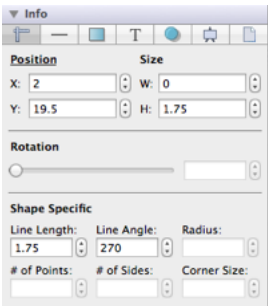 Info
T
Position Size
X: 2 W: 0
Y: 19.5 H: 1.75
Rotation
Shape Specific
Line Length: Line Angle: Radius:
1.75 270
# of Points: # of Sides: Corner Size: